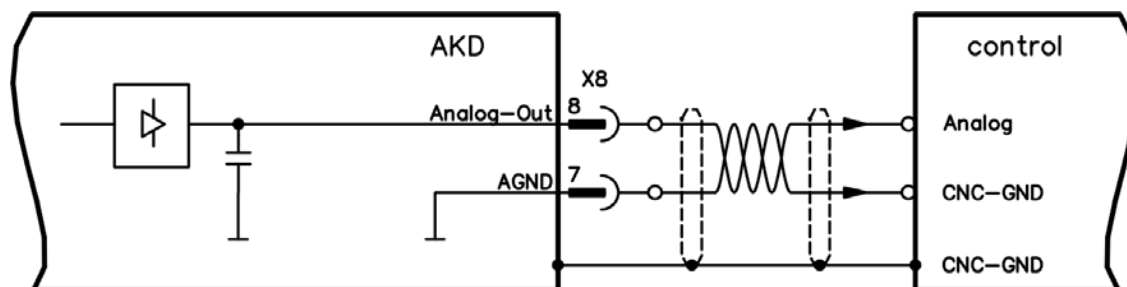 AKD
control
X8
Analog-Out
8
Analog
AGND
7
CNC-GND
CNC-GND